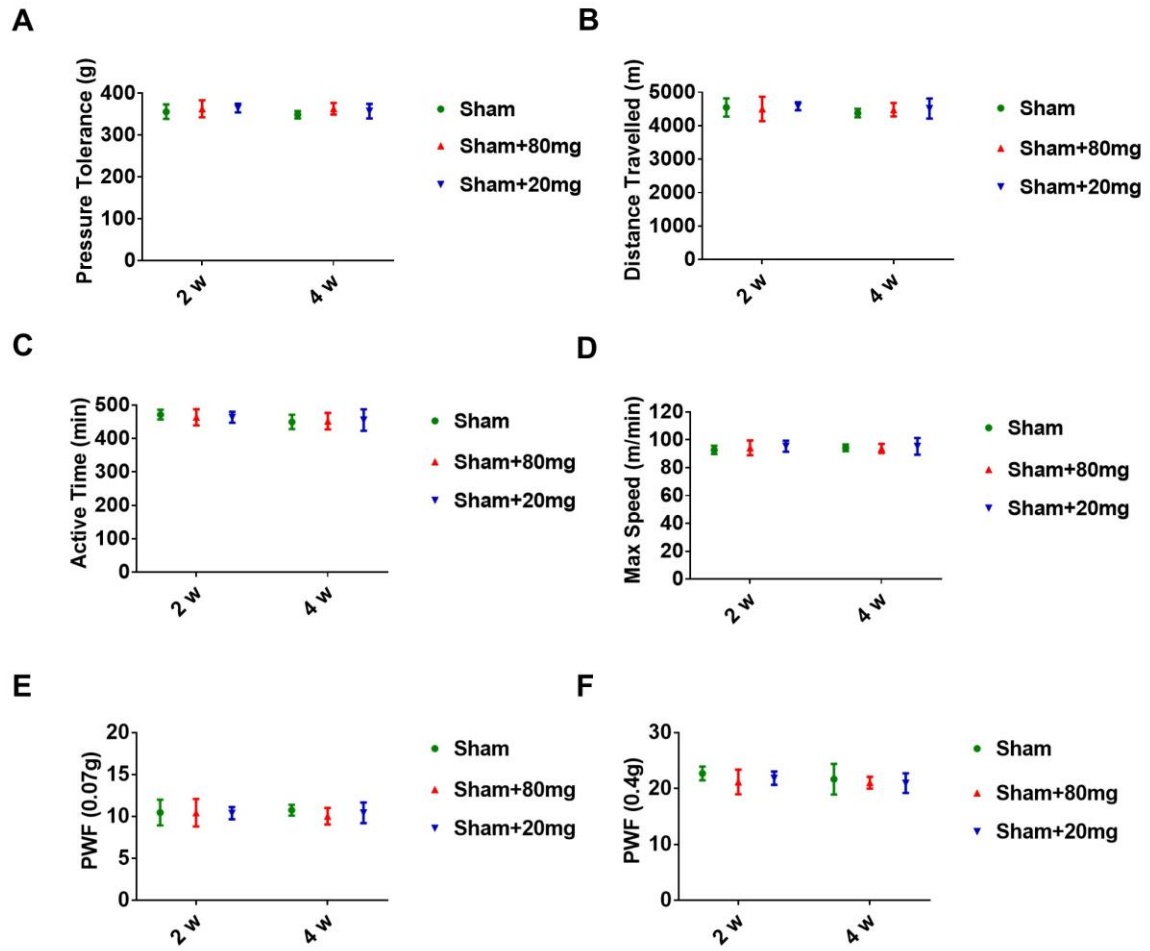 A
Pressure Tolerance (g)
400
300
200
100
0
2 w
4 w
Sham
Sham+80mg
Sham+20mg
B
Distance Travelled (m)
5000
4000
3000
2000
1000
0
2 w
4 w
Sham
Sham+80mg
Sham+20mg
C
Active Time (min)
500
400
300
200
100
0
2 w
4 w
Sham
Sham+80mg
Sham+20mg
D
Max Speed (m/min)
120
100
80
60
40
20
0
2 w
4 w
Sham
Sham+80mg
Sham+20mg
E
PWF (0.07g)
20
15
10
5
0
2 w
4 w
Sham
Sham+80mg
Sham+20mg
F
PWF (0.4g)
30
20
10
0
2 w
4 w
Sham
Sham+80mg
Sham+20mg